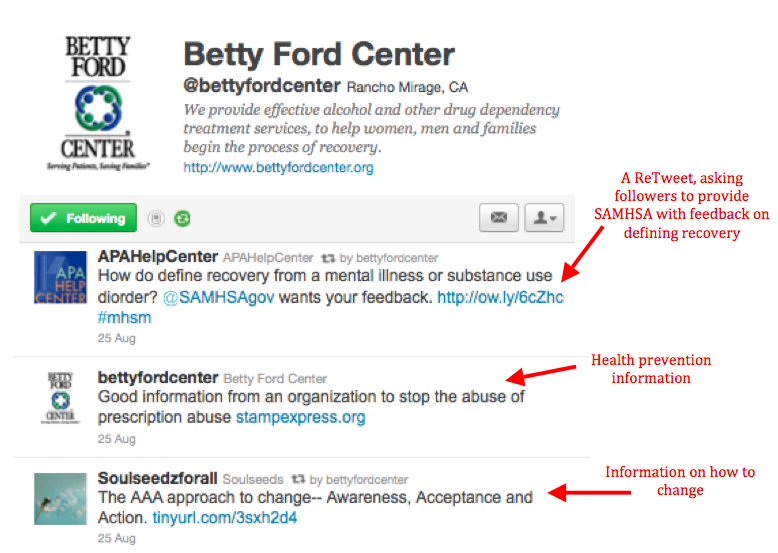 BETTY
FORD
CENTER
Serving Patients, Saving Families
Betty Ford Center
@bettyfordcenter Rancho Mirage, CA
We provide effective alcohol and other drug dependency
treatment services, to help women, men and families
begin the process of recovery.
http://www.bettyfordcenter.org
A ReTweet, asking
followers to provide
SAMHSA with feedback on
defining recovery
Following
APA
HELP
CENTER
APAHelpCenter APAHelpCenter by bettyfordcenter
How do define recovery from a mental illness or substance use
diorder? @SAMHSAgov wants your feedback. http://ow.ly/6cZhc
#mhsm
25 Aug
Health prevention
information
BETTY
FORD
CENTER
bettyfordcenter Betty Ford Center
Good information from an organization to stop the abuse of
prescription abuse stampexpress.org
25 Aug
Information on how to
change
Soulseedzforall Soulseeds by bettyfordcenter
The AAA approach to change-- Awareness, Acceptance and
Action. tinyurl.com/3sxh2d4
25 Aug